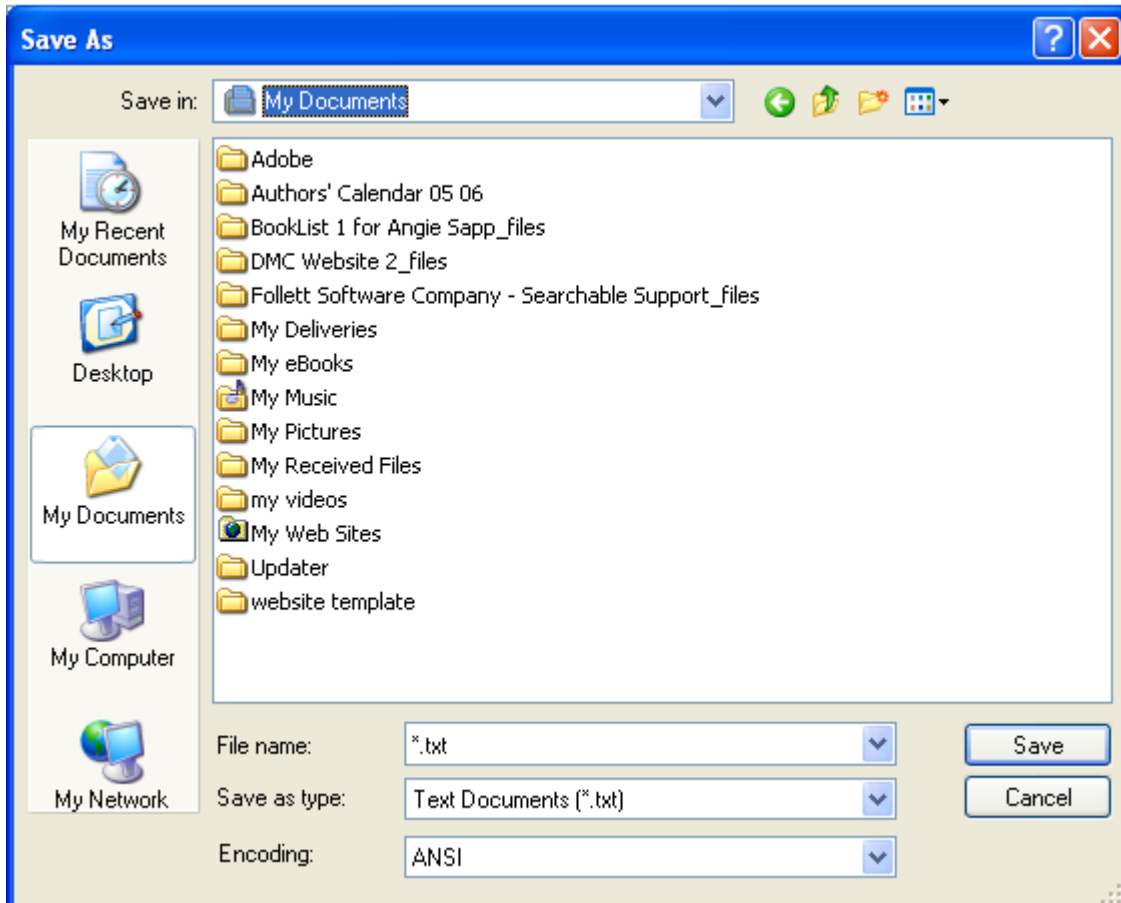 Save As
Save in:
My Documents
My Recent
Documents
Desktop
My Documents
My Computer
My Network
Adobe
Authors' Calendar 05 06
BookList 1 for Angie Sapp_files
DMC Website 2_files
Follett Software Company - Searchable Support_files
My Deliveries
My eBooks
My Music
My Pictures
My Received Files
my videos
My Web Sites
Updater
website template
File name:
*.txt
Save
Save as type:
Text Documents (*.txt)
Cancel
Encoding:
ANSI